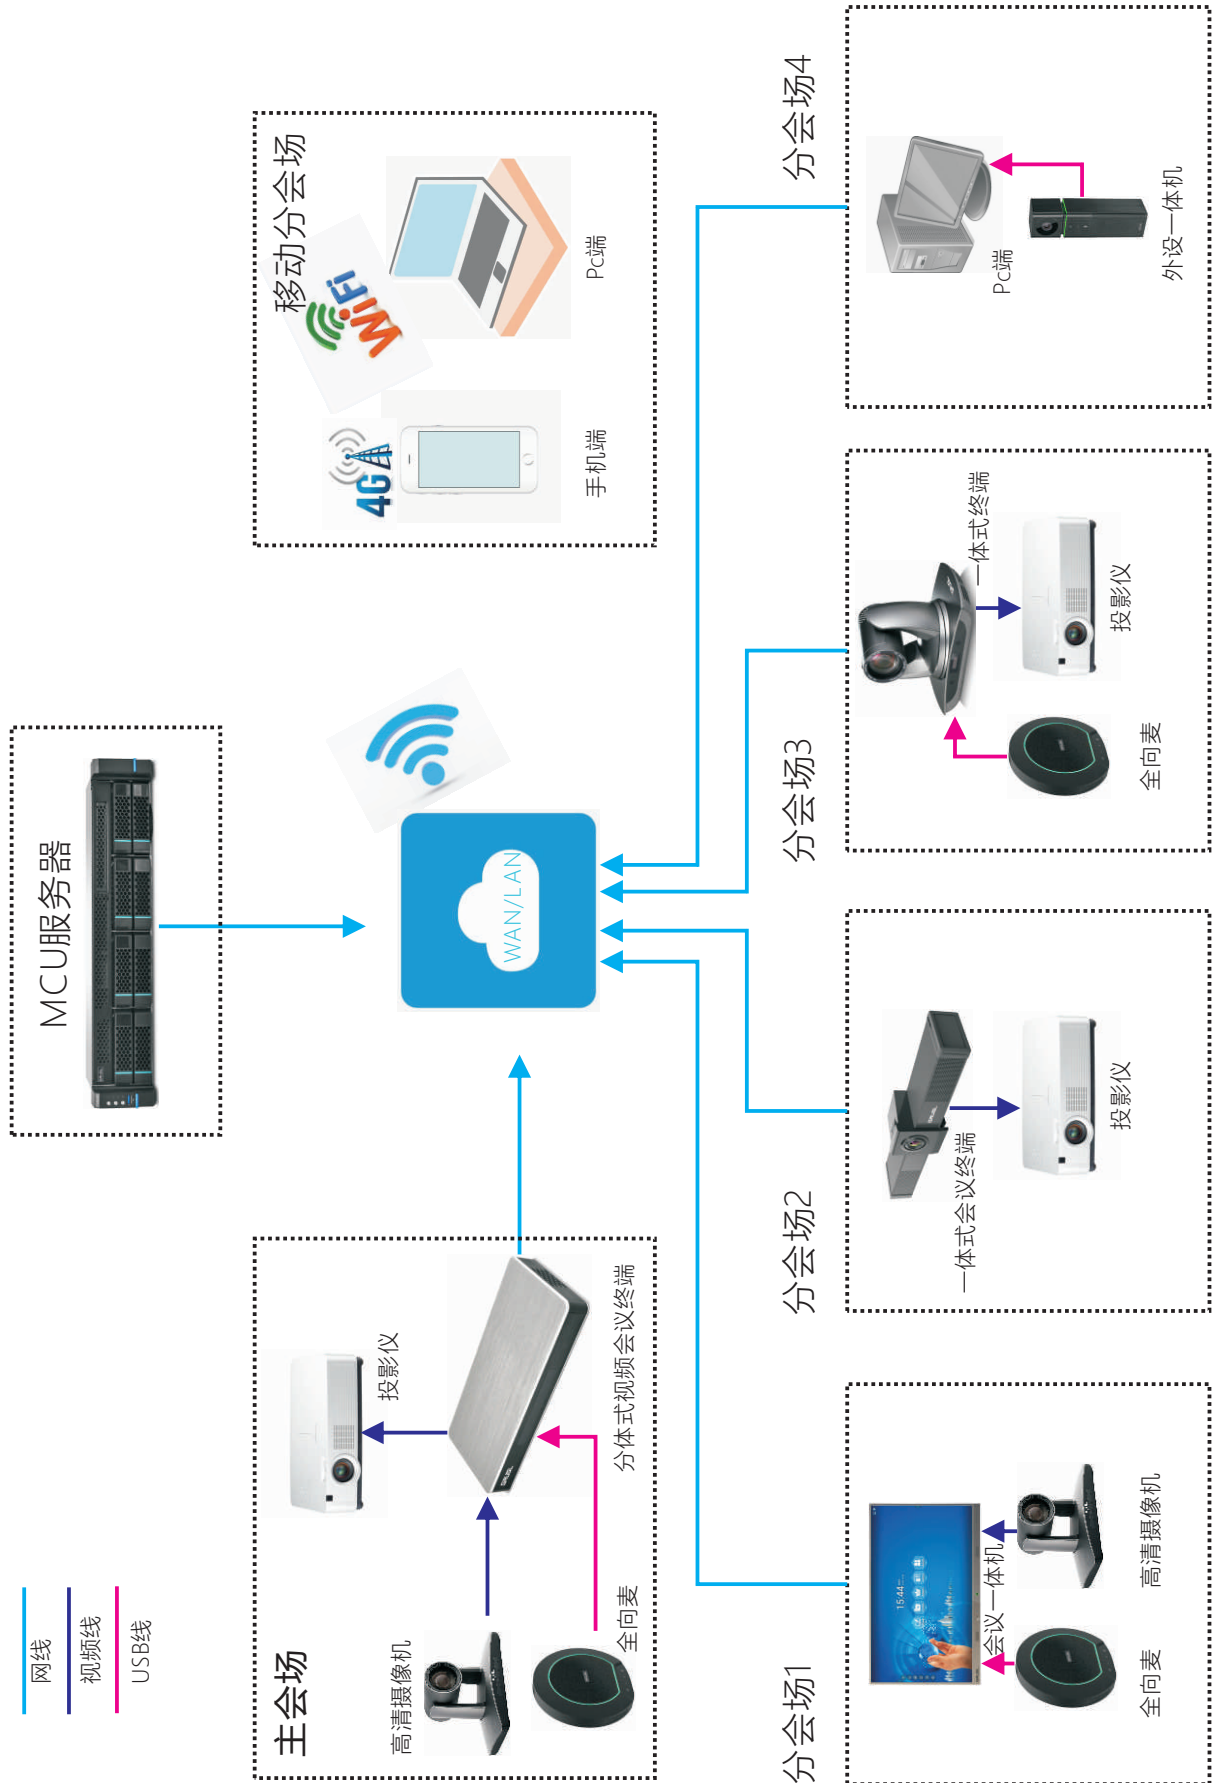 网线
视频线
USB线
MCU服务器
主会场
高清摄像机
全向麦
投影仪
分体式视频会议终端
WAN/LAN
移动分会场
4G
WiFi
手机端
Pc端
分会场1
15:44
会议一体机
全向麦
高清摄像机
分会场2
一体式会议终端
投影仪
分会场3
一体式终端
全向麦
投影仪
分会场4
Pc端
外设一体机